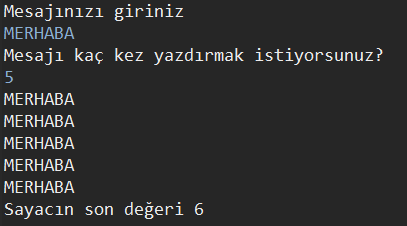 Mesajınızı giriniz
MERHABA
Mesajı kaç kez yazdırmak istiyorsunuz?
5
MERHABA
MERHABA
MERHABA
MERHABA
MERHABA
Sayacın son değeri 6